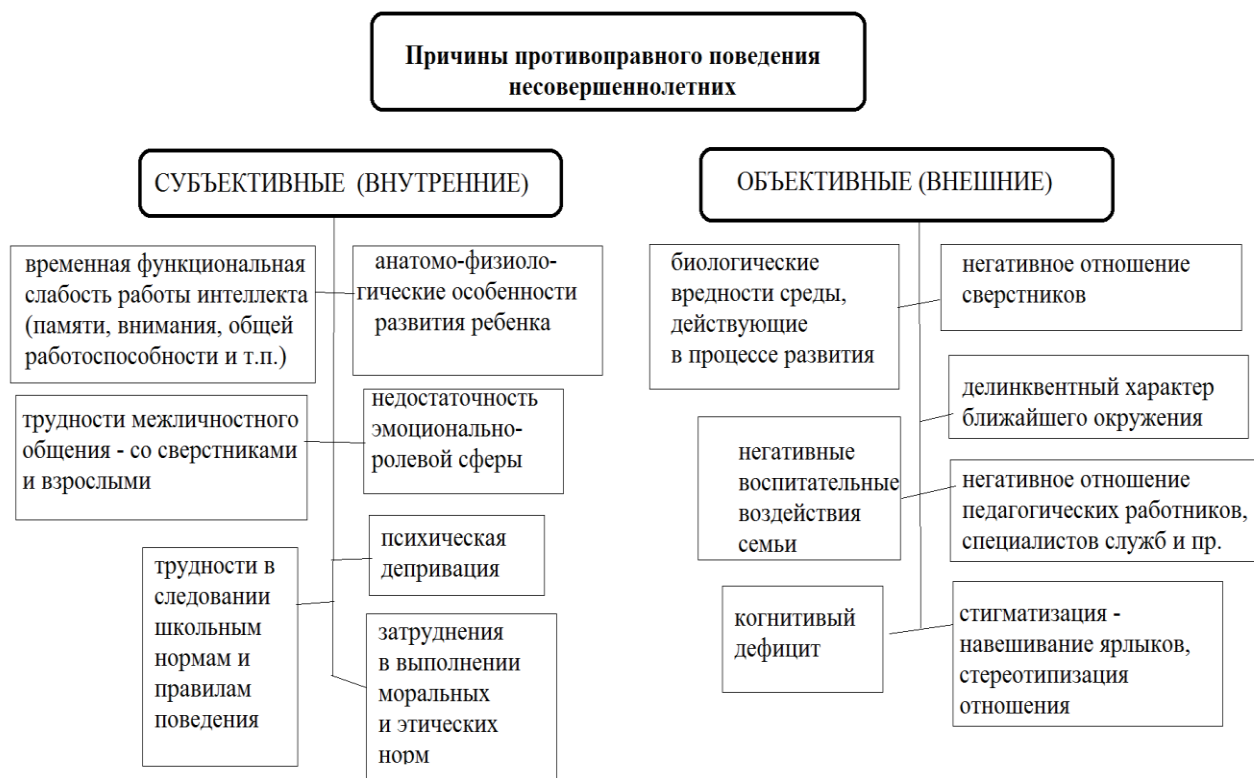 Причины противоправного поведения
несовершеннолетних
СУБЪЕКТИВНЫЕ (ВНУТРЕННИЕ)
временная функциональная
слабость работы интеллекта
(памяти, внимания, общей
работоспособности и т.п.)
анатомо-физиоло-
гические особенности
развития ребенка
трудности межличностного
общения - со сверстниками
и взрослыми
недостаточность
эмоционально-
ролевой сферы
психическая
депривация
трудности в
следовании
школьным
нормам и
правилам
поведения
затруднения
в выполнении
моральных
и этических
норм
ОБЪЕКТИВНЫЕ (ВНЕШНИЕ)
биологические
вредности среды,
действующие
в процессе развития
негативное отношение
сверстников
делинквентный характер
ближайшего окружения
негативные
воспитательные
воздействия
семьи
негативное отношение
педагогических работников,
специалистов служб и пр.
когнитивый
дефицит
стигматизация -
навешивание ярлыков,
стереотипизация
отношения